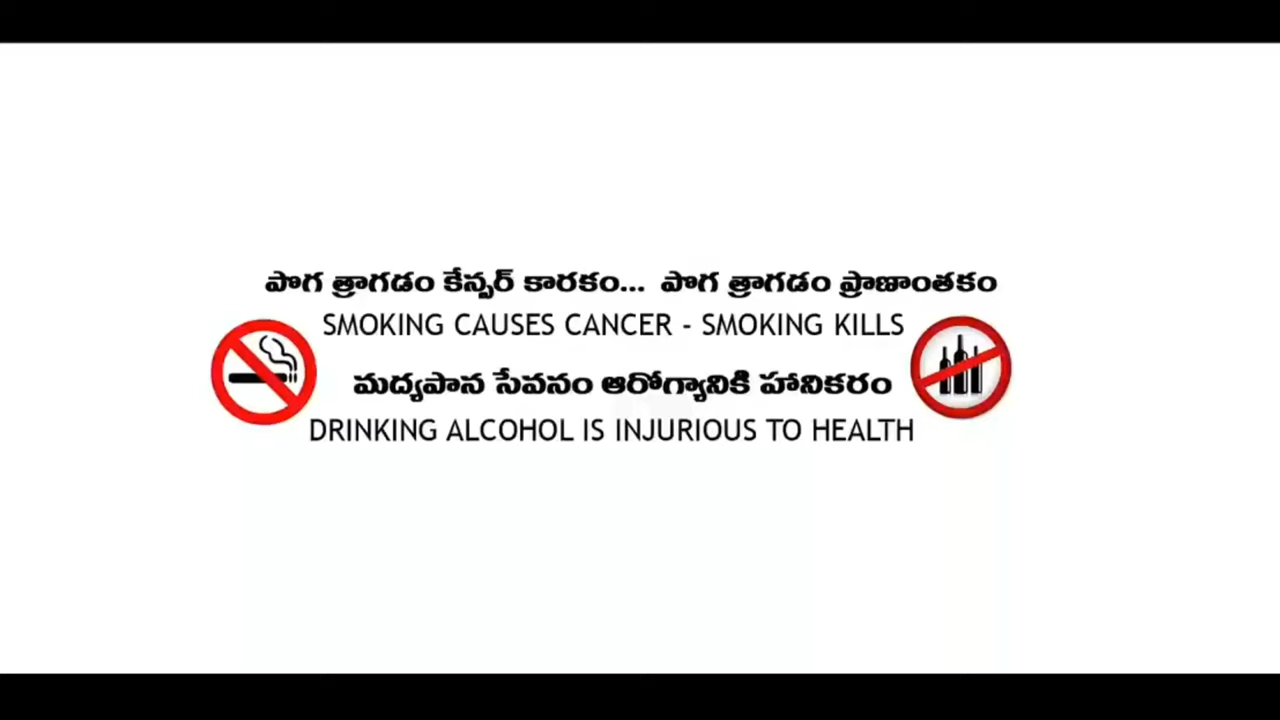 పొగ త్రాగడం కేన్సర్ కారకం... పొగ త్రాగడం ప్రాణాంతకం
SMOKING CAUSES CANCER - SMOKING KILLS
మద్యపాన సేవనం ఆరోగ్యానికి హానికరం
DRINKING ALCOHOL IS INJURIOUS TO HEALTH